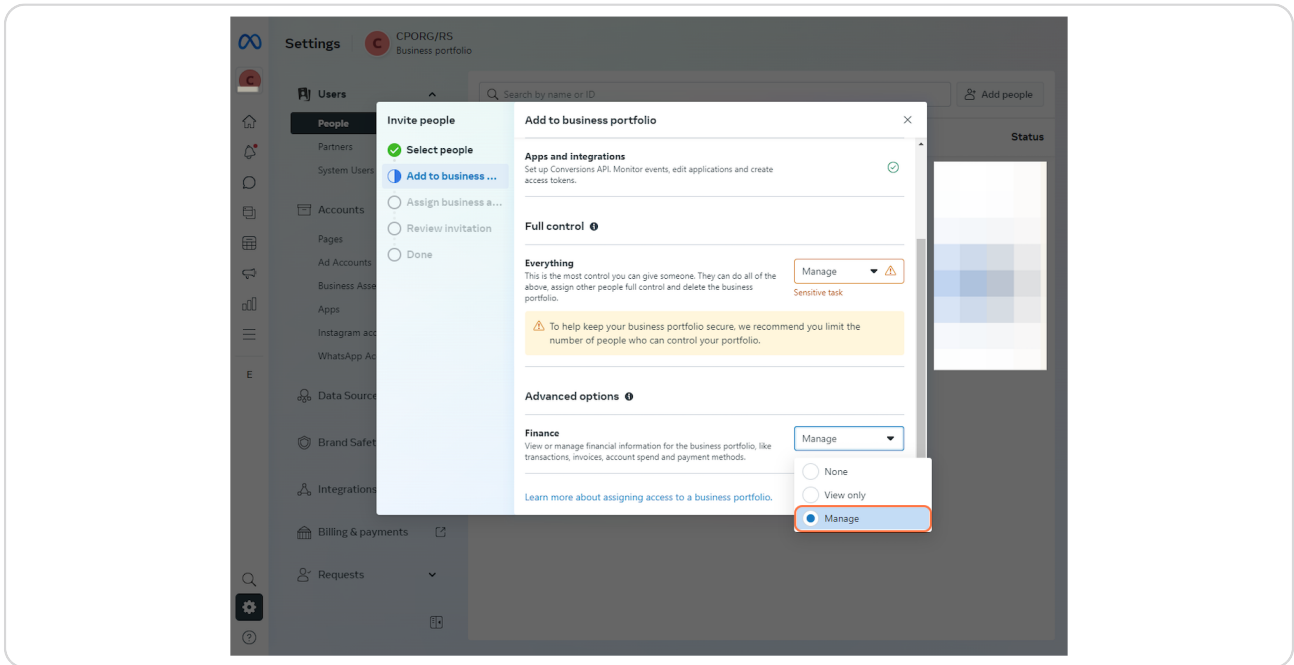 Settings
C
CPORG/RS
Business portfolio
C
Users
Search by name or ID
Add people
People
Partners
System Users
Status
Accounts
Pages
Ad Accounts
Business Asse
Apps
Instagram acc
WhatsApp Ac
E
Data Source
Brand Safet
Integrations
Billing & payments
Requests
Invite people
Select people
Add to business ...
Assign business a...
Review invitation
Done
Add to business portfolio
Apps and integrations
Set up Conversions API. Monitor events, edit applications and create
access tokens.
Full control
Everything
This is the most control you can give someone. They can do all of the
above, assign other people full control and delete the business
portfolio.
Manage
Sensitive task
To help keep your business portfolio secure, we recommend you limit the
number of people who can control your portfolio.
Advanced options
Finance
View or manage financial information for the business portfolio, like
transactions, invoices, account spend and payment methods.
Manage
None
View only
Manage
Learn more about assigning access to a business portfolio.